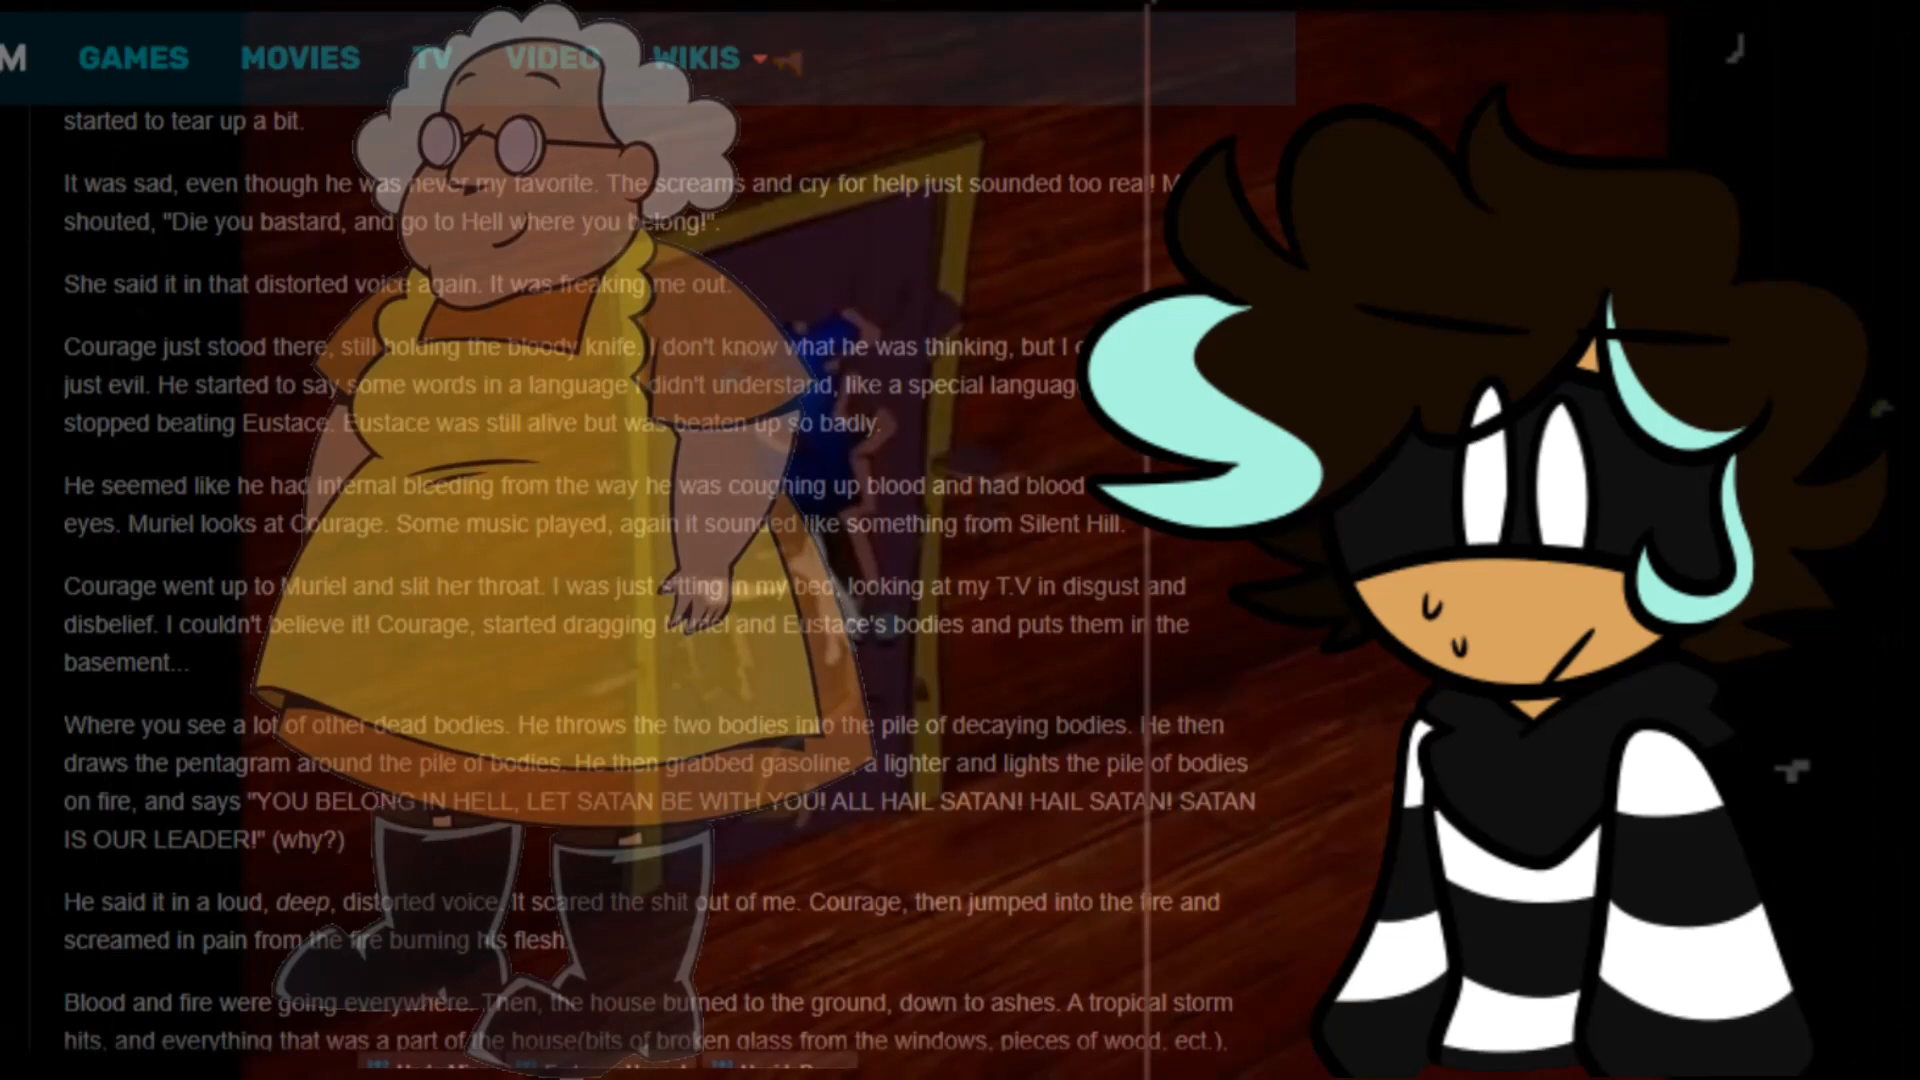 M GAMES MOVIES TV VIDEO WIKIS
started to tear up a bit.
It was sad, even though he was never my favorite. The screams and cry for help just sounded too real! M
shouted, "Die you bastard, and go to Hell where you belong!".
She said it in that distorted voice again. It was freaking me out.
Courage just stood there, still holding the bloody knife. I don't know what he was thinking, but I
just evil. He started to say some words in a language I didn't understand, like a special languag
stopped beating Eustace. Eustace was still alive but was beaten up so badly.
He seemed like he had internal bleeding from the way he was coughing up blood and had blood
eyes. Muriel looks at Courage. Some music played, again it sounded like something from Silent Hill.
Courage went up to Muriel and slit her throat. I was just sitting in my bed, looking at my T.V in disgust and
disbelief. I couldn't believe it! Courage, started dragging Muriel and Eustace's bodies and puts them in the
basement...
Where you see a lot of other dead bodies. He throws the two bodies into the pile of decaying bodies. He then
draws the pentagram around the pile of bodies. He then grabbed gasoline, a lighter and lights the pile of bodies
on fire, and says "YOU BELONG IN HELL, LET SATAN BE WITH YOU! ALL HAIL SATAN! HAIL SATAN! SATAN
IS OUR LEADER!" (why?)
He said it in a loud, deep, distorted voice. It scared the shit out of me. Courage, then jumped into the fire and
screamed in pain from the fire burning his flesh.
Blood and fire were going everywhere. Then, the house burned to the ground, down to ashes. A tropical storm
hits, and everything that was a part of the house(bits of broken glass from the windows, pieces of wood, ect.),